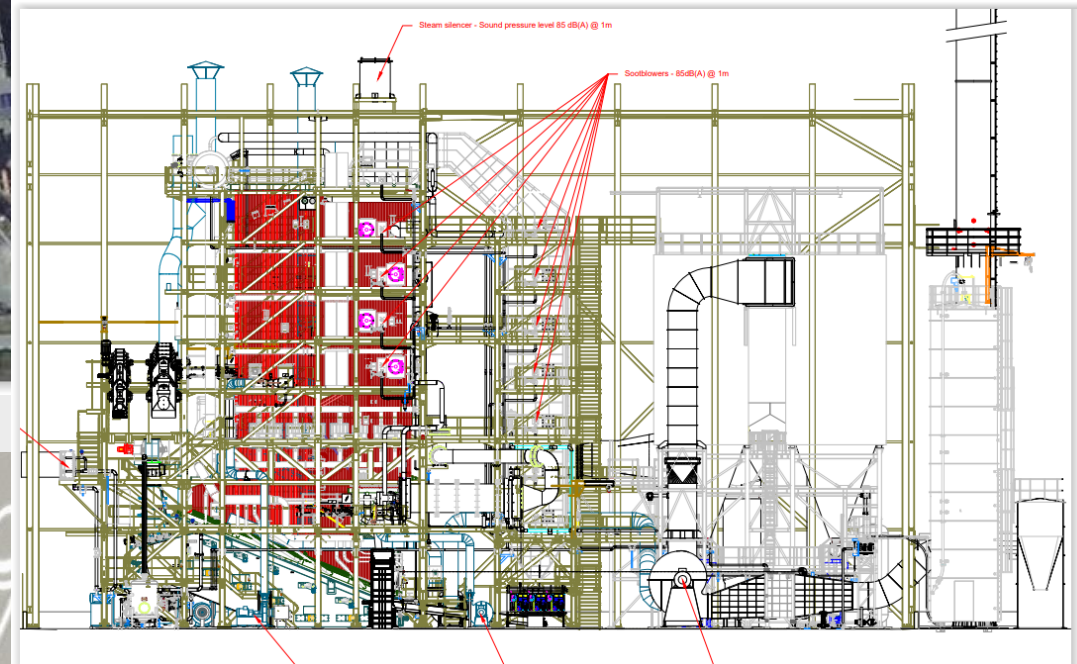 Steam silencer - Sound pressure level 85 dB(A) @ 1m
Sootblowers - 85dB(A) @ 1m